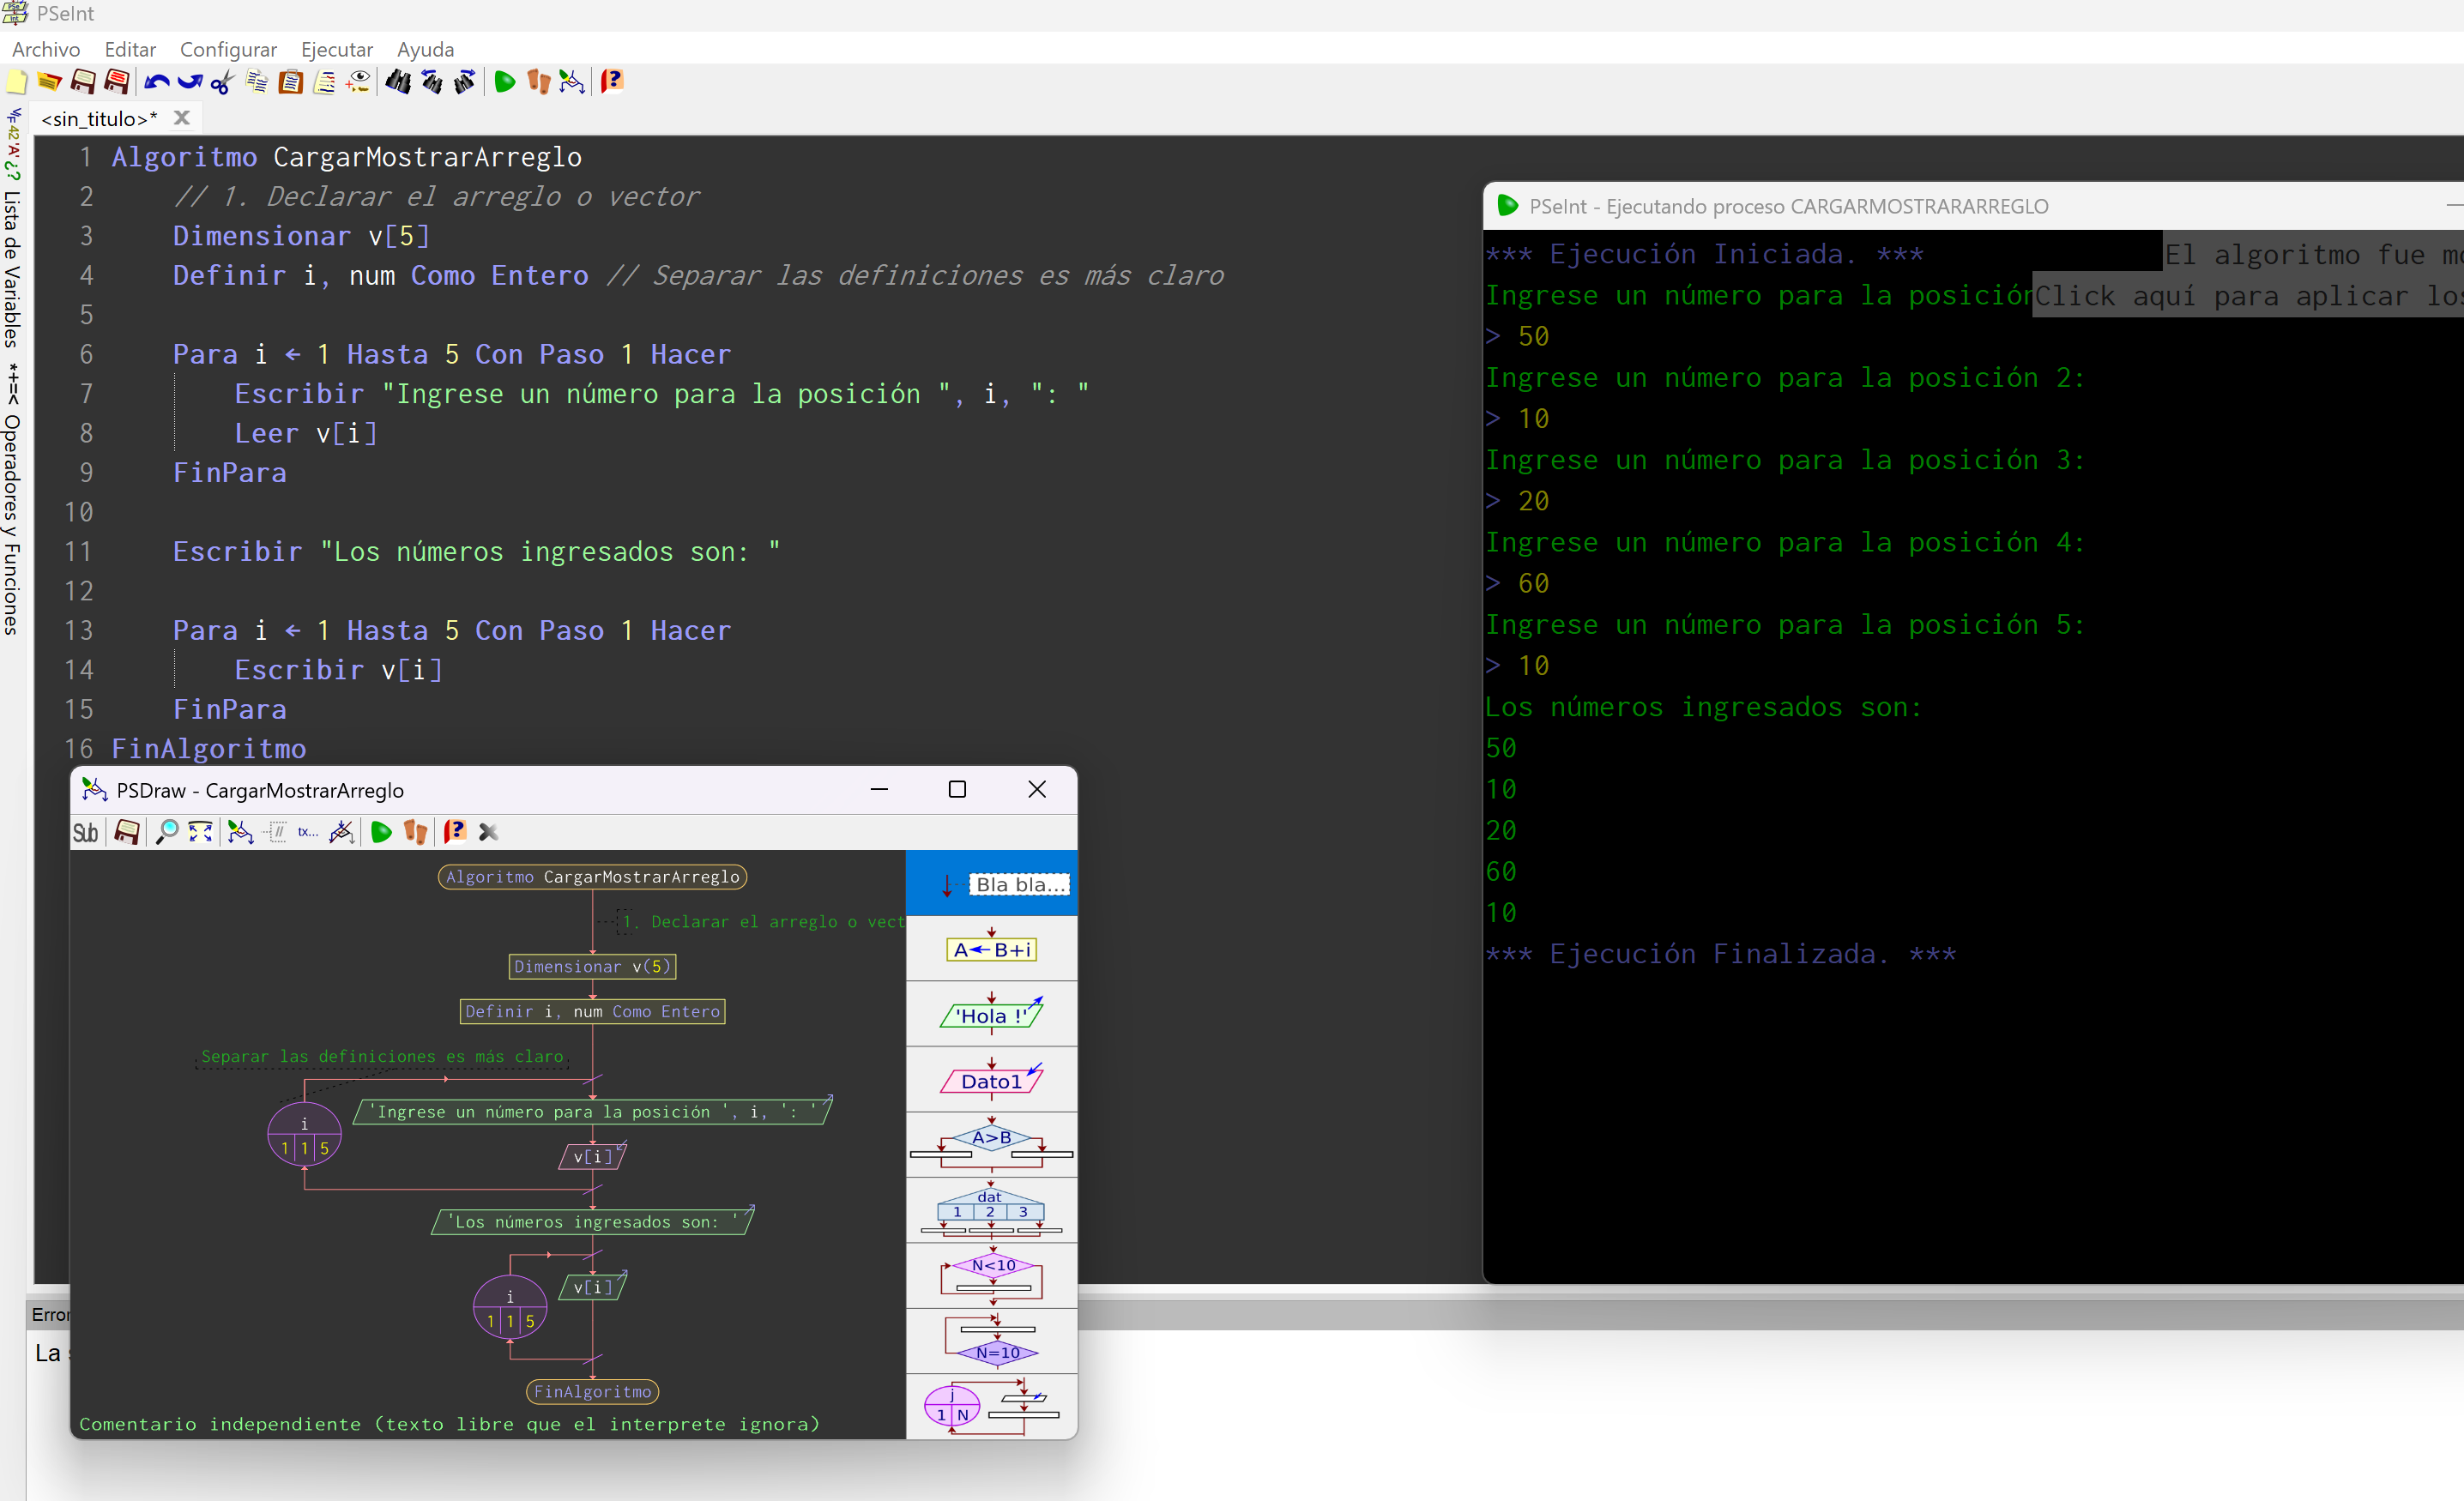 PSeInt
Archivo Editar Configurar Ejecutar Ayuda
<sin_titulo>*
Lista de Variables
*+=< Operadores y Funciones
1 Algoritmo CargarMostrarArreglo
2 // 1. Declarar el arreglo o vector
3 Dimensionar v[5]
4 Definir i, num Como Entero // Separar las definiciones es más claro
5
6 Para i ← 1 Hasta 5 Con Paso 1 Hacer
7 Escribir "Ingrese un número para la posición ", i, ": "
8 Leer v[i]
9 FinPara
10
11 Escribir "Los números ingresados son: "
12
13 Para i ← 1 Hasta 5 Con Paso 1 Hacer
14 Escribir v[i]
15 FinPara
16 FinAlgoritmo
PSeInt - Ejecutando proceso CARGARMOSTRARARREGLO
*** Ejecución Iniciada. ***
El algoritmo fue
Ingrese un número para la
Click aquí para aplicar
> 50
Ingrese un número para la posición 2:
> 10
Ingrese un número para la posición 3:
> 20
Ingrese un número para la posición 4:
> 60
Ingrese un número para la posición 5:
> 10
Los números ingresados son:
50
10
20
60
10
*** Ejecución Finalizada. ***
PSDraw - CargarMostrarArreglo
Sub
tx...
Algoritmo CargarMostrarArreglo
1. Declarar el arreglo o
Dimensionar v(5)
Definir i, num Como Entero
Separar las definiciones es más claro
'Ingrese un número para la posición ', i, ': '
i
1 1 5
v[i]
'Los números ingresados son: '
v[i]
i
1 1 5
FinAlgoritmo
Comentario independiente (texto libre que el interprete ignora)
Bla bla...
A←B+i
'Hola !'
Dato1
A>B
dat
1 2 3
N<10
N=10
j
1 N
La